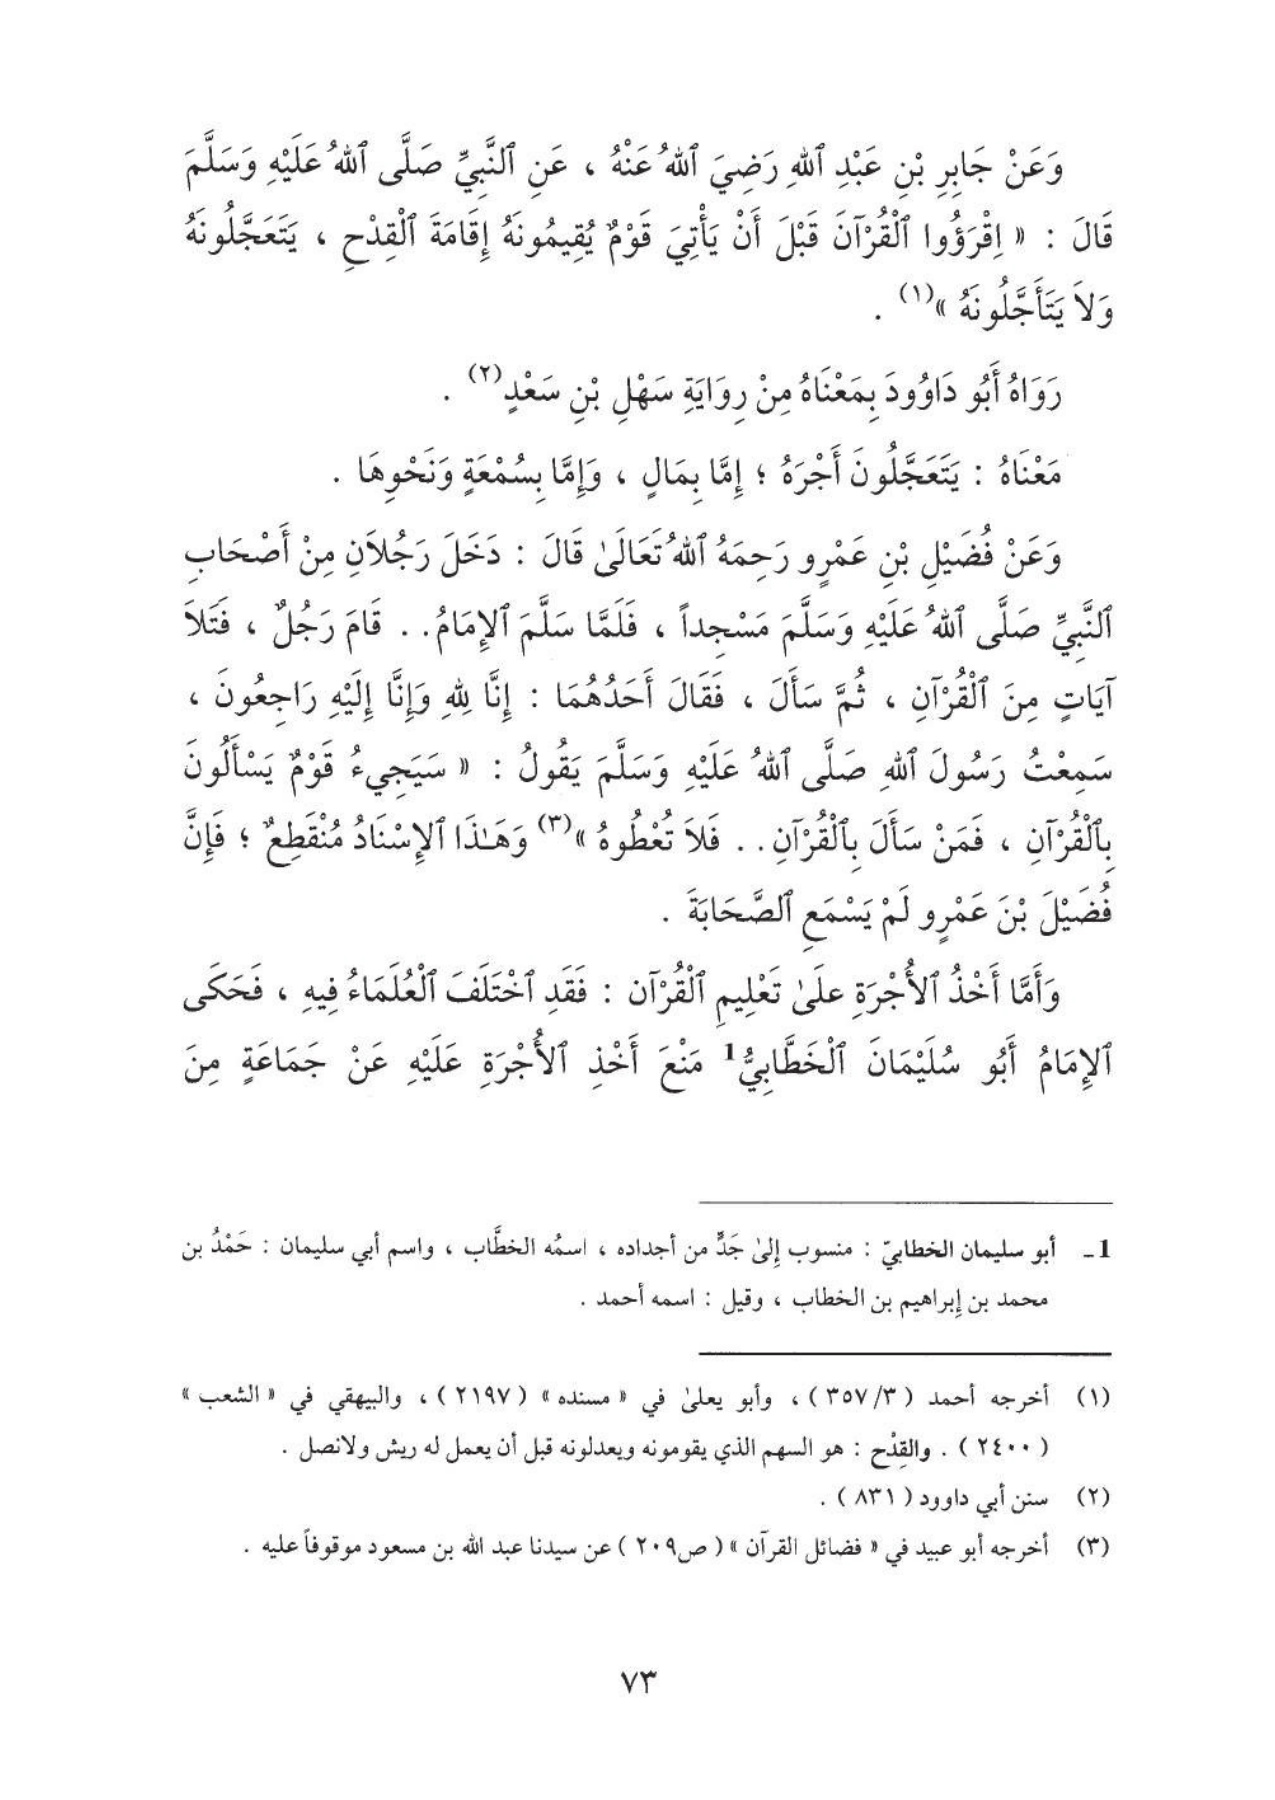 وَعَنْ جَابِرِ بْنِ عَبْدِ ٱللهِ رَضِيَ ٱللهُ عَنْهُ ، عَنِ ٱلنَّبِيِّ صَلَّى ٱللهُ عَلَيْهِ وَسَلَّمَ
قَالَ : « اِقْرَؤُوا ٱلْقُرْآنَ قَبْلَ أَنْ يَأْتِيَ قَوْمٌ يُقِيمُونَهُ إِقَامَةَ ٱلْقِدْحِ ، يَتَعَجَّلُونَهُ
وَلاَ يَتَأَجَّلُونَهُ »(١) .
رَوَاهُ أَبُو دَاوُودَ بِمَعْنَاهُ مِنْ رِوَايَةِ سَهْلِ بْنِ سَعْدٍ(٢) .
مَعْنَاهُ : يَتَعَجَّلُونَ أَجْرَهُ ؛ إِمَّا بِمَالٍ ، وَإِمَّا بِسُمْعَةٍ وَنَحْوِهَا .
وَعَنْ فُضَيْلِ بْنِ عَمْرٍو رَحِمَهُ ٱللهُ تَعَالَىٰ قَالَ : دَخَلَ رَجُلاَنِ مِنْ أَصْحَابِ
ٱلنَّبِيِّ صَلَّى ٱللهُ عَلَيْهِ وَسَلَّمَ مَسْجِداً ، فَلَمَّا سَلَّمَ ٱلإِمَامُ. . قَامَ رَجُلٌ ، فَتَلاَ
آيَاتٍ مِنَ ٱلْقُرْآنِ ، ثُمَّ سَأَلَ ، فَقَالَ أَحَدُهُمَا : إِنَّا لِلهِ وَإِنَّا إِلَيْهِ رَاجِعُونَ ،
سَمِعْتُ رَسُولَ ٱللهِ صَلَّى ٱللهُ عَلَيْهِ وَسَلَّمَ يَقُولُ : « سَيَجِيءُ قَوْمٌ يَسْأَلُونَ
بِٱلْقُرْآنِ ، فَمَنْ سَأَلَ بِٱلْقُرْآنِ. . فَلاَ تُعْطُوهُ »(٣) وَهَـٰذَا ٱلإِسْنَادُ مُنْقَطِعٌ ؛ فَإِنَّ
فُضَيْلَ بْنَ عَمْرٍو لَمْ يَسْمَعِ ٱلصَّحَابَةَ .
وَأَمَّا أَخْذُ ٱلأُجْرَةِ عَلَىٰ تَعْلِيمِ ٱلْقُرْآنِ : فَقَدِ ٱخْتَلَفَ ٱلْعُلَمَاءُ فِيهِ ، فَحَكَى
ٱلإِمَامُ أَبُو سُلَيْمَانَ ٱلْخَطَّابِيُّ1 مَنْعَ أَخْذِ ٱلأُجْرَةِ عَلَيْهِ عَنْ جَمَاعَةٍ مِنَ
1ـ أبو سليمان الخطابيّ : منسوب إِلىٰ جَدٍّ من أجداده ، اسمُه الخطَّاب ، واسم أبي سليمان : حَمْدُ بن
محمد بن إِبراهيم بن الخطاب ، وقيل : اسمه أحمد .
(١) أخرجه أحمد ( ٣/ ٣٥٧ ) ، وأبو يعلىٰ في « مسنده » ( ٢١٩٧ ) ، والبيهقي في « الشعب »
( ٢٤٠٠ ) . والقِدْح : هو السهم الذي يقومونه ويعدلونه قبل أن يعمل له ريش ولانصل .
(٢) سنن أبي داوود ( ٨٣١ ) .
(٣) أخرجه أبو عبيد في « فضائل القرآن » ( ص٢٠٩ ) عن سيدنا عبد الله بن مسعود موقوفاً عليه .
٧٣